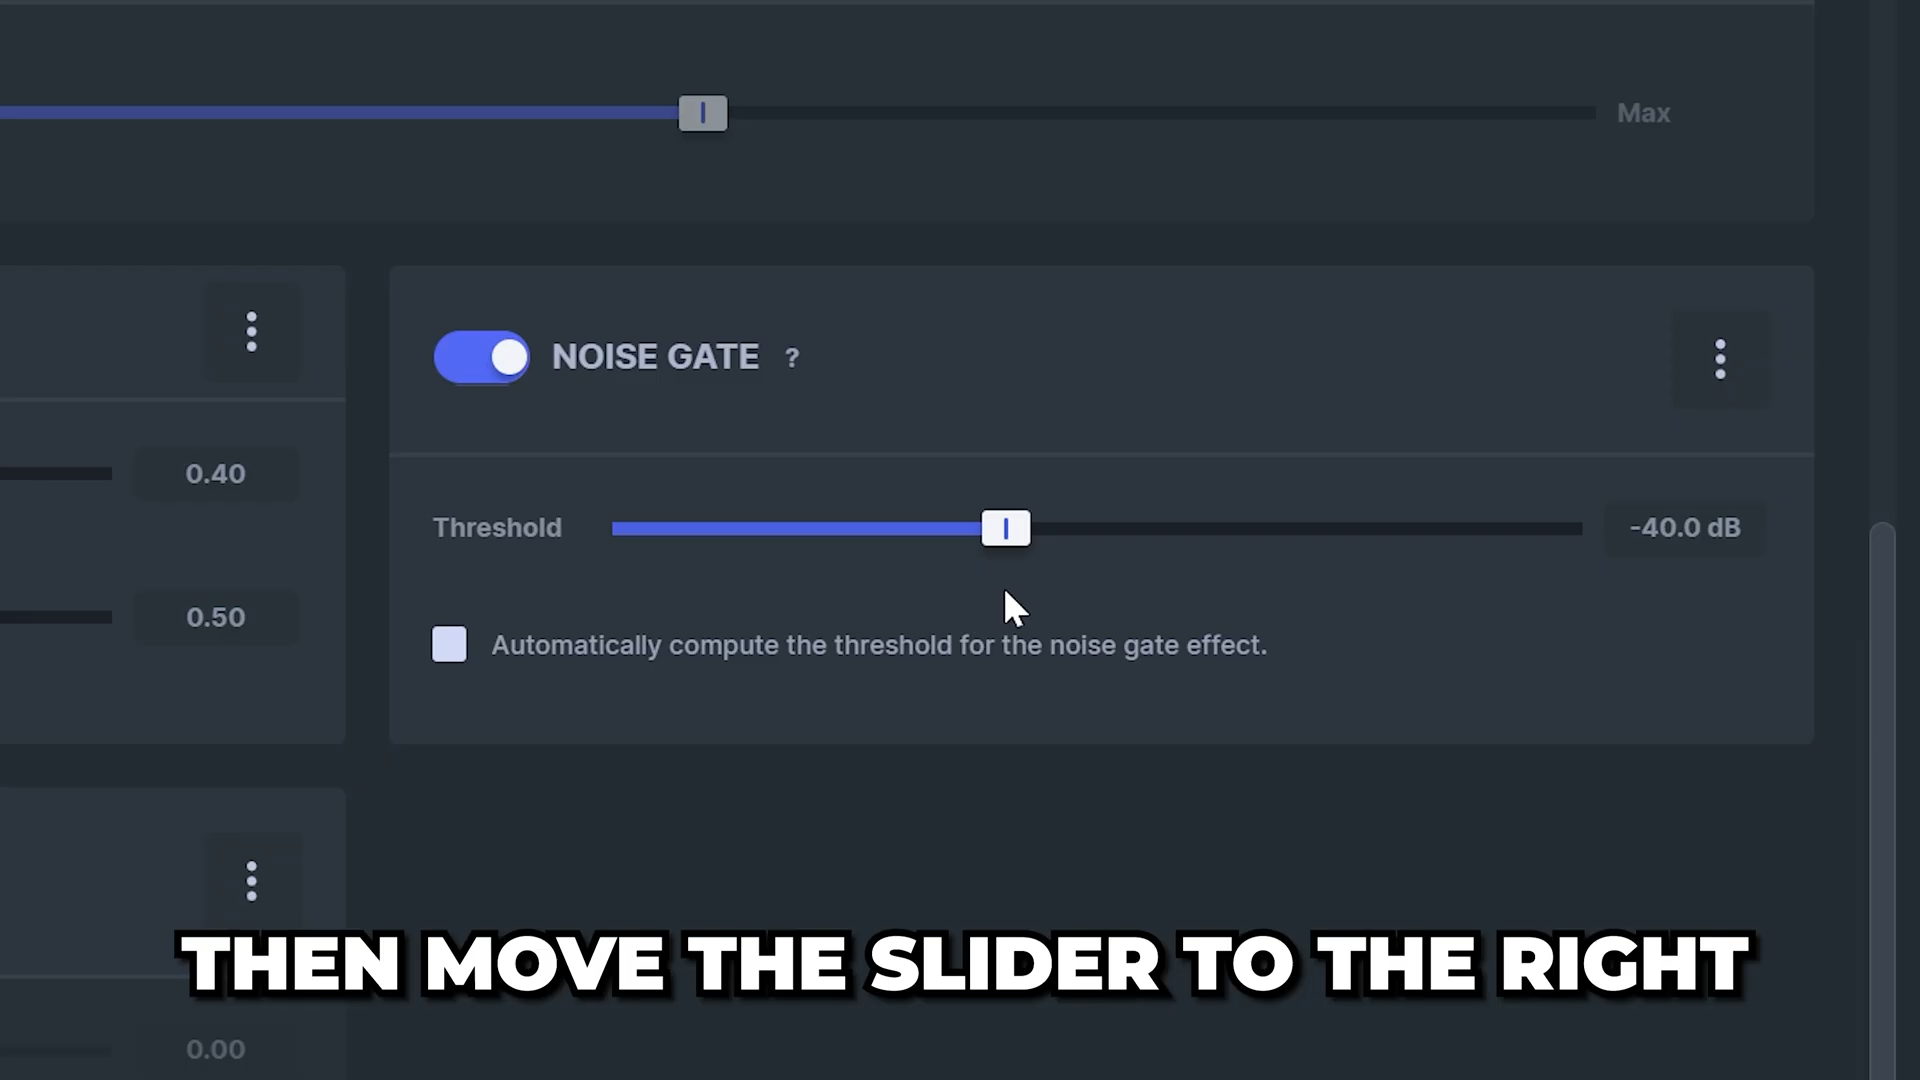 Max
NOISE GATE ?
0.40
Threshold
-40.0 dB
0.50
Automatically compute the threshold for the noise gate effect.
THEN MOVE THE SLIDER TO THE RIGHT
0.00